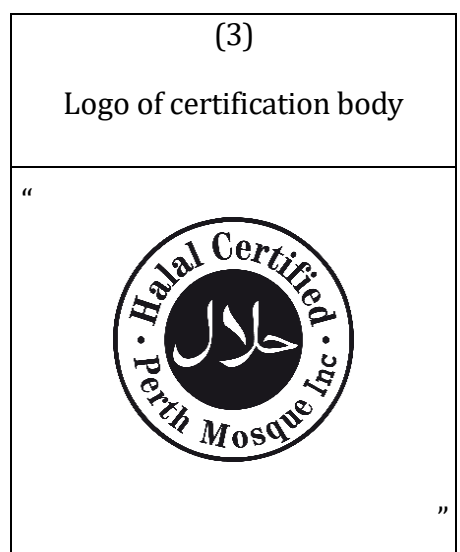 (3)
Logo of certification body
“
Halal Certified
حلال
Perth Mosque Inc
”